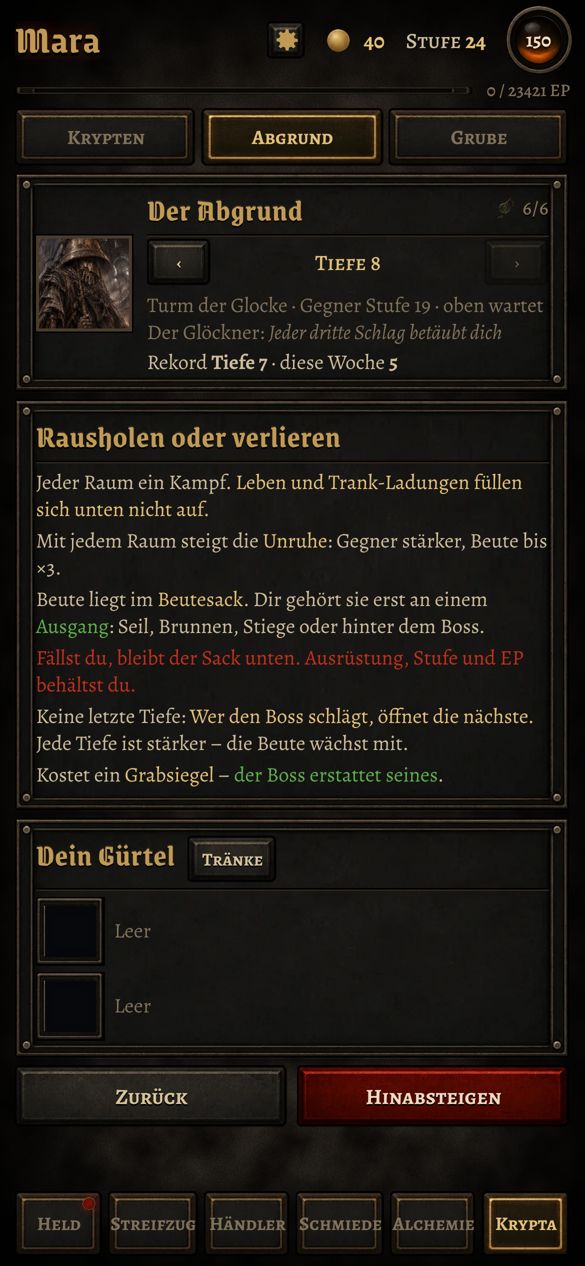 Mara
40
Stufe 24
150
0 / 23421 EP
Krypten
Abgrund
Grube
Der Abgrund
6/6
‹
Tiefe 8
›
Turm der Glocke · Gegner Stufe 19 · oben wartet
Der Glöckner: Jeder dritte Schlag betäubt dich
Rekord Tiefe 7 · diese Woche 5
Rausholen oder verlieren
Jeder Raum ein Kampf. Leben und Trank-Ladungen füllen
sich unten nicht auf.
Mit jedem Raum steigt die Unruhe: Gegner stärker, Beute bis
×3.
Beute liegt im Beutesack. Dir gehört sie erst an einem
Ausgang: Seil, Brunnen, Stiege oder hinter dem Boss.
Fällst du, bleibt der Sack unten. Ausrüstung, Stufe und EP
behältst du.
Keine letzte Tiefe: Wer den Boss schlägt, öffnet die nächste.
Jede Tiefe ist stärker – die Beute wächst mit.
Kostet ein Grabsiegel – der Boss erstattet seines.
Dein Gürtel
Tränke
Leer
Leer
Zurück
Hinabsteigen
Held
Streifzug
Händler
Schmiede
Alchemie
Krypta